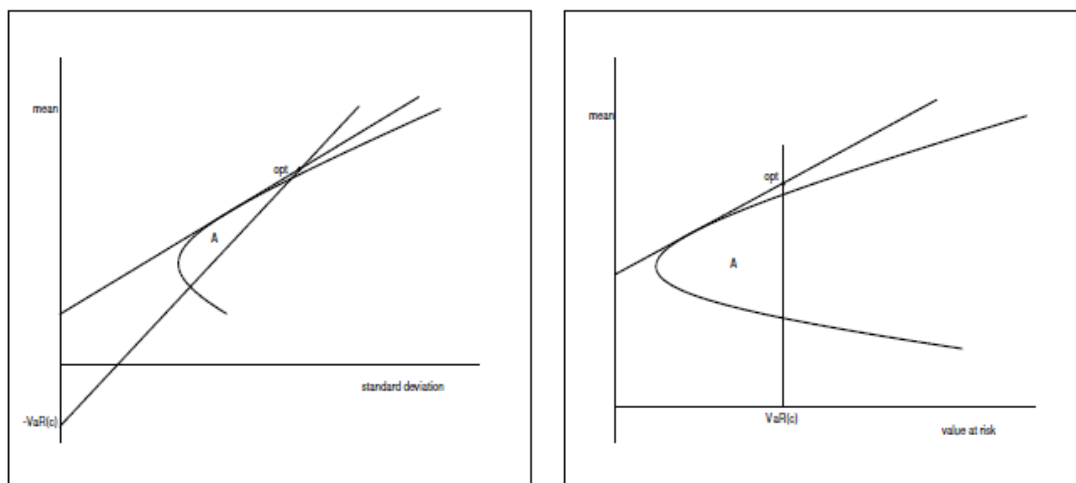 mean
opt
A
standard deviation
-VaR(c)
mean
opt
A
VaR(c)
value at risk